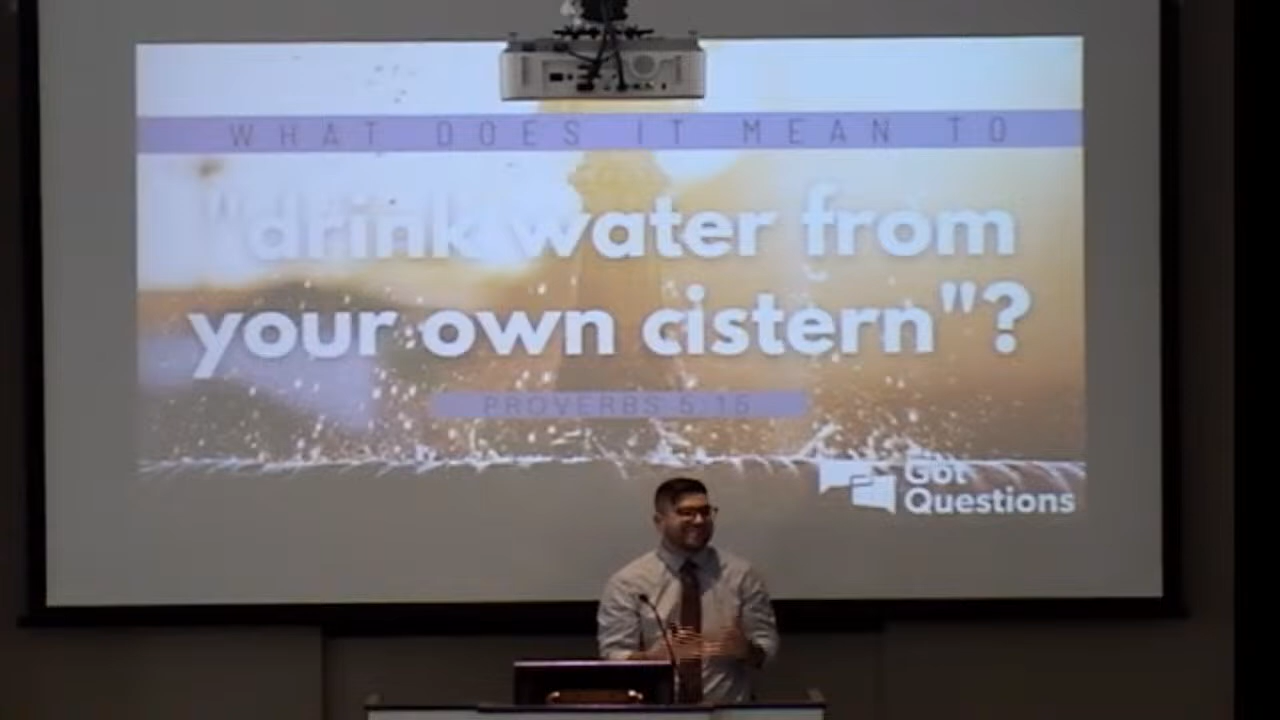 WHAT DOES IT MEAN TO
"drink water from
your own cistern"?
PROVERBS 5:15
Got
Questions